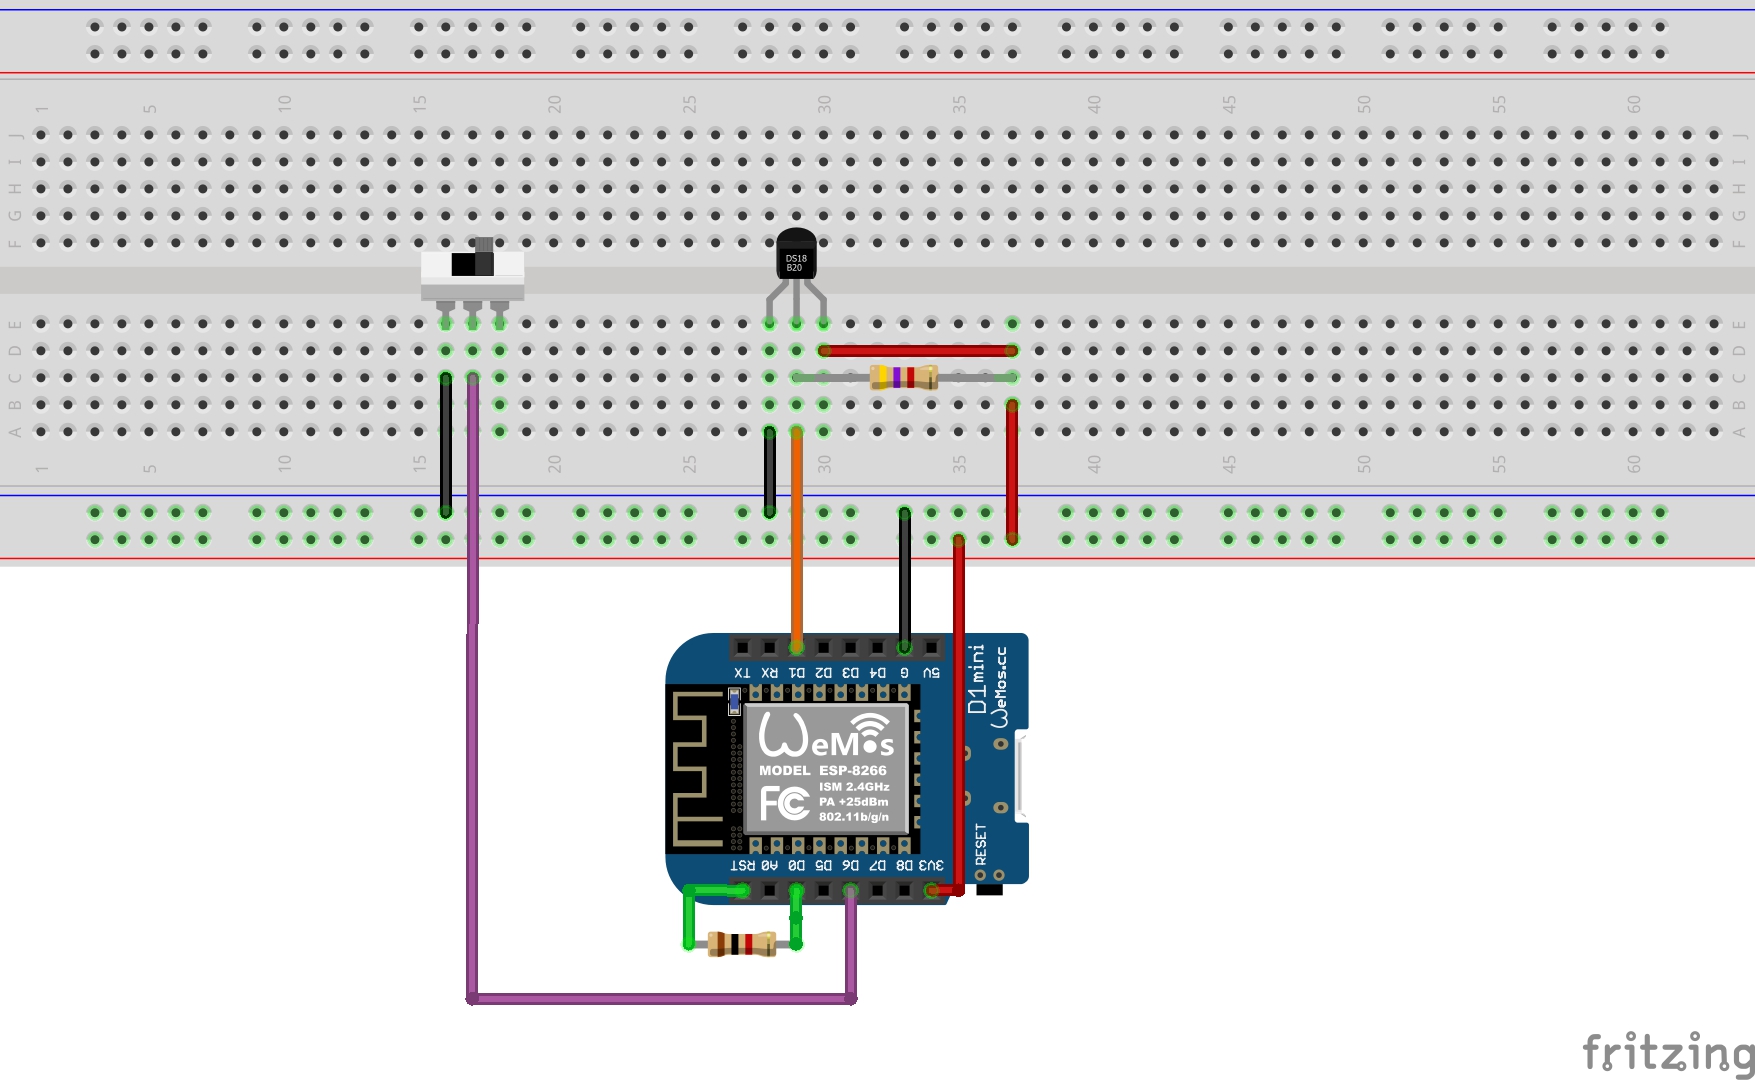 1 5 10 15 20 25 30 35 40 45 50 55 60
J J
I I
H H
G G
F F
DS18
B20
E E
D D
C C
B B
A A
1 5 10 15 20 25 30 35 40 45 50 55 60
TX RX D1 D2 D3 D4 G 5V
D1 mini
WeMos.cc
WeMos
MODEL ESP-8266
ISM 2.4GHz
PA +25dBm
FC 802.11b/g/n
RST A0 D0 D5 D6 D7 D8 3V3
RESET
fritzing